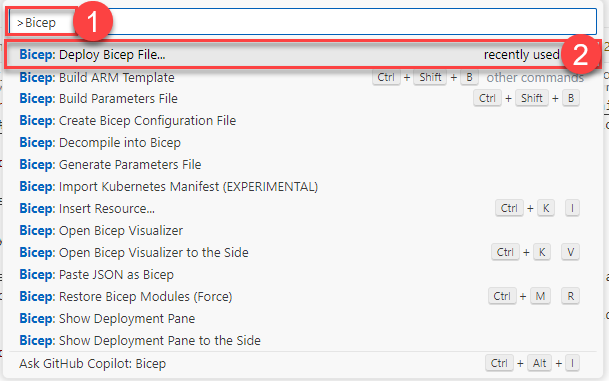 >Bicep 1
Bicep: Deploy Bicep File... recently used 2
Bicep: Build ARM Template Ctrl + Shift + B other commands
Bicep: Build Parameters File Ctrl + Shift + B
Bicep: Create Bicep Configuration File
Bicep: Decompile into Bicep
Bicep: Generate Parameters File
Bicep: Import Kubernetes Manifest (EXPERIMENTAL)
Bicep: Insert Resource... Ctrl + K I
Bicep: Open Bicep Visualizer
Bicep: Open Bicep Visualizer to the Side Ctrl + K V
Bicep: Paste JSON as Bicep
Bicep: Restore Bicep Modules (Force) Ctrl + M R
Bicep: Show Deployment Pane
Bicep: Show Deployment Pane to the Side
Ask GitHub Copilot: Bicep Ctrl + Alt + I